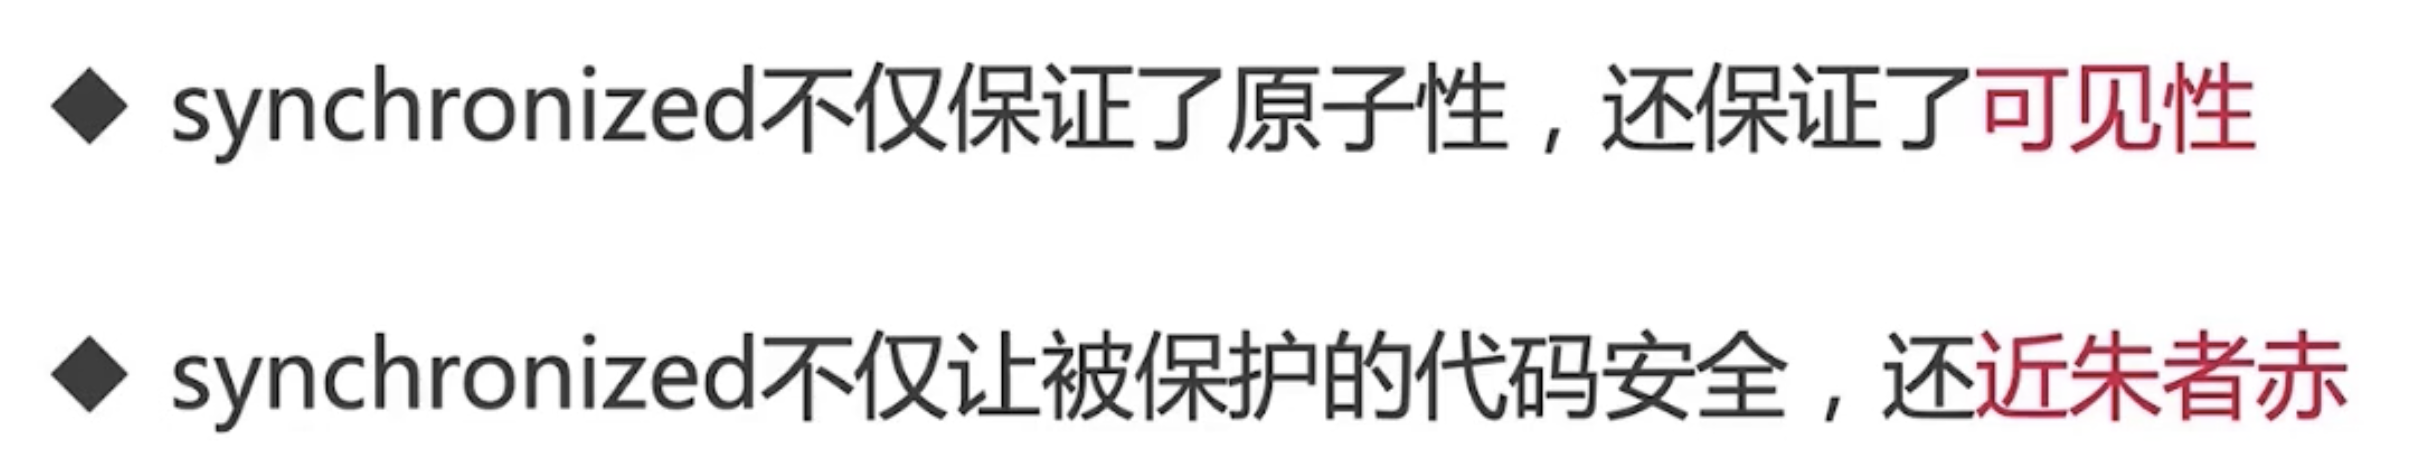 ◆ synchronized不仅保证了原子性，还保证了可见性
◆ synchronized不仅让被保护的代码安全，还近朱者赤